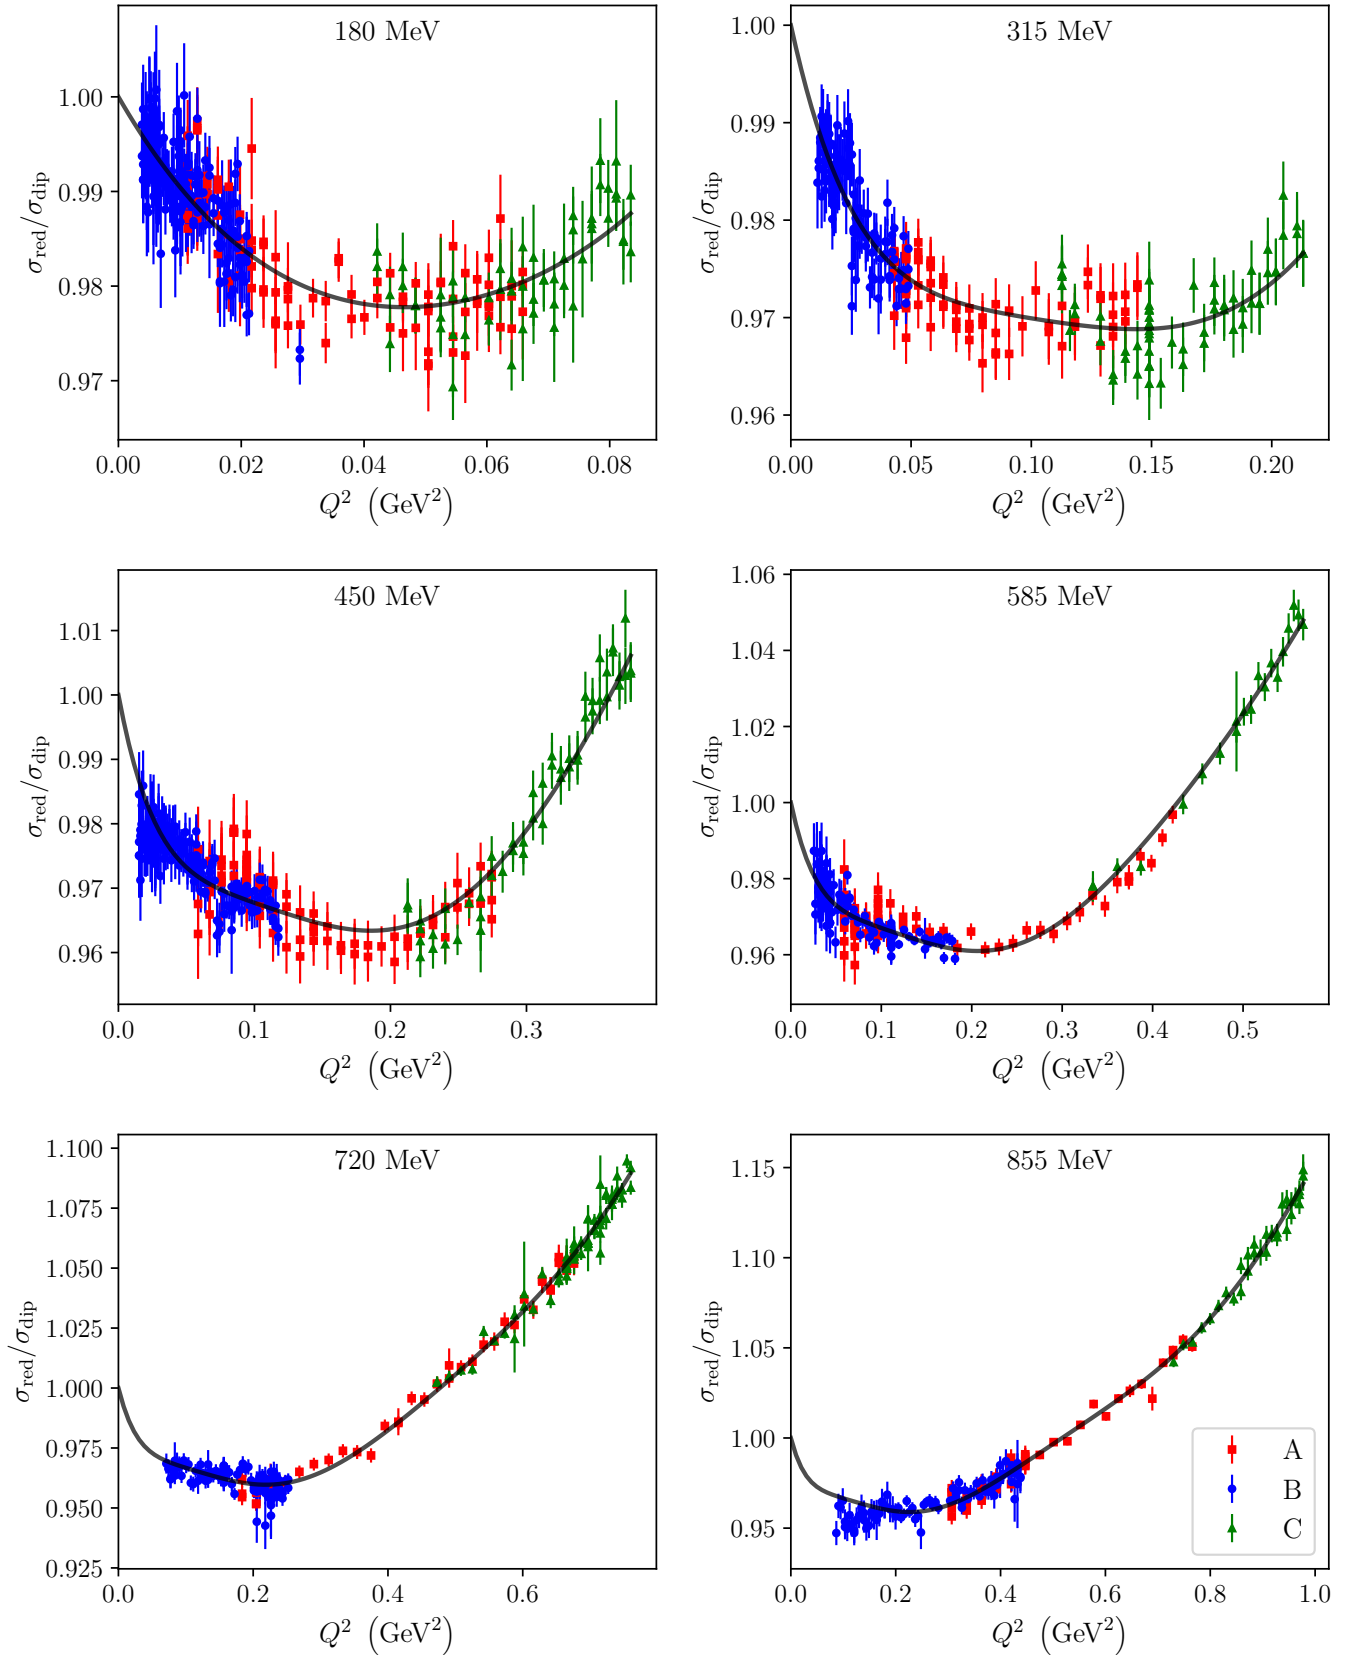 180 MeV
1.00
0.99
0.98
0.97
σred/σdip
0.00 0.02 0.04 0.06 0.08
Q² (GeV²)
315 MeV
1.00
0.99
0.98
0.97
0.96
σred/σdip
0.00 0.05 0.10 0.15 0.20
Q² (GeV²)
450 MeV
1.01
1.00
0.99
0.98
0.97
0.96
σred/σdip
0.0 0.1 0.2 0.3
Q² (GeV²)
585 MeV
1.06
1.04
1.02
1.00
0.98
0.96
σred/σdip
0.0 0.1 0.2 0.3 0.4 0.5
Q² (GeV²)
720 MeV
1.100
1.075
1.050
1.025
1.000
0.975
0.950
0.925
σred/σdip
0.0 0.2 0.4 0.6
Q² (GeV²)
855 MeV
1.15
1.10
1.05
1.00
0.95
σred/σdip
A
B
C
0.0 0.2 0.4 0.6 0.8 1.0
Q² (GeV²)